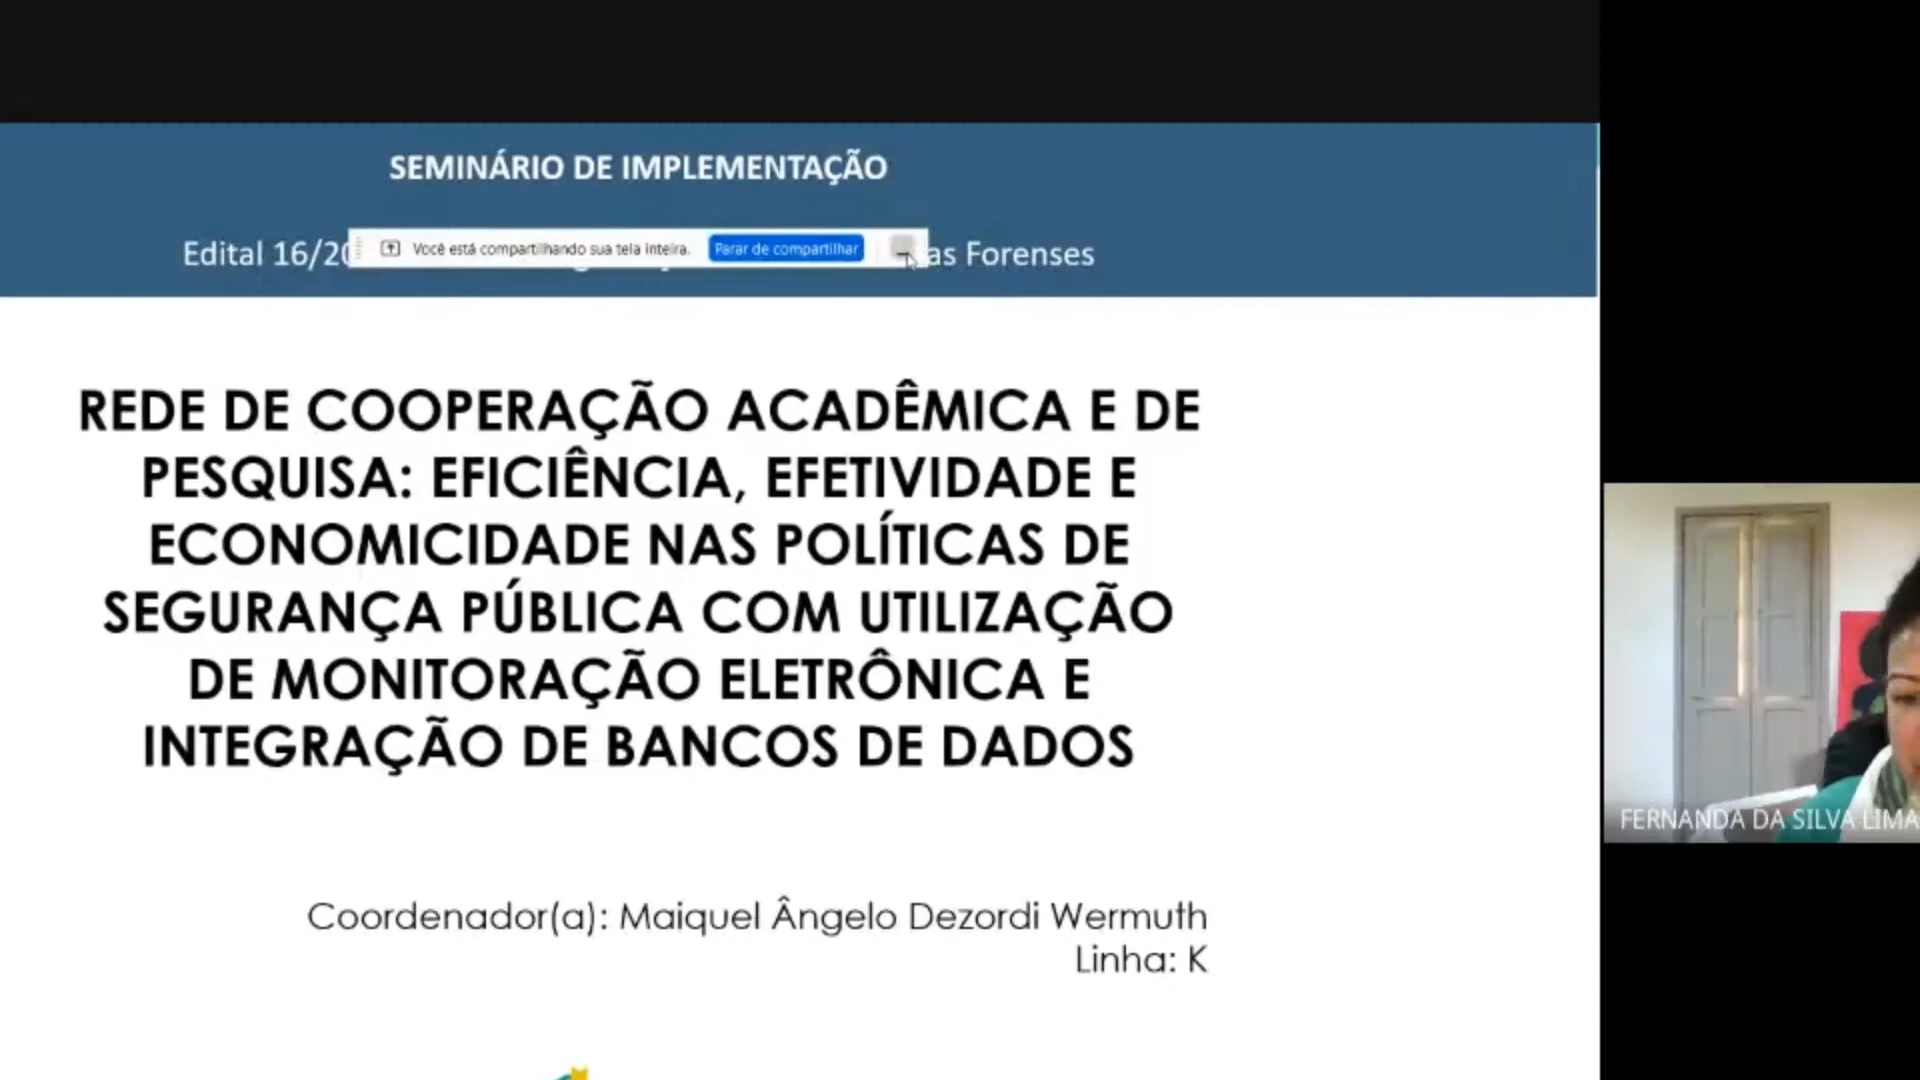 SEMINÁRIO DE IMPLEMENTAÇÃO
Edital 16/20
Você está compartilhando sua tela inteira. Parar de compartilhar
as Forenses
REDE DE COOPERAÇÃO ACADÊMICA E DE
PESQUISA: EFICIÊNCIA, EFETIVIDADE E
ECONOMICIDADE NAS POLÍTICAS DE
SEGURANÇA PÚBLICA COM UTILIZAÇÃO
DE MONITORAÇÃO ELETRÔNICA E
INTEGRAÇÃO DE BANCOS DE DADOS
FERNANDA DA SILVA LIMA
Coordenador(a): Maiquel Ângelo Dezordi Wermuth
Linha: K